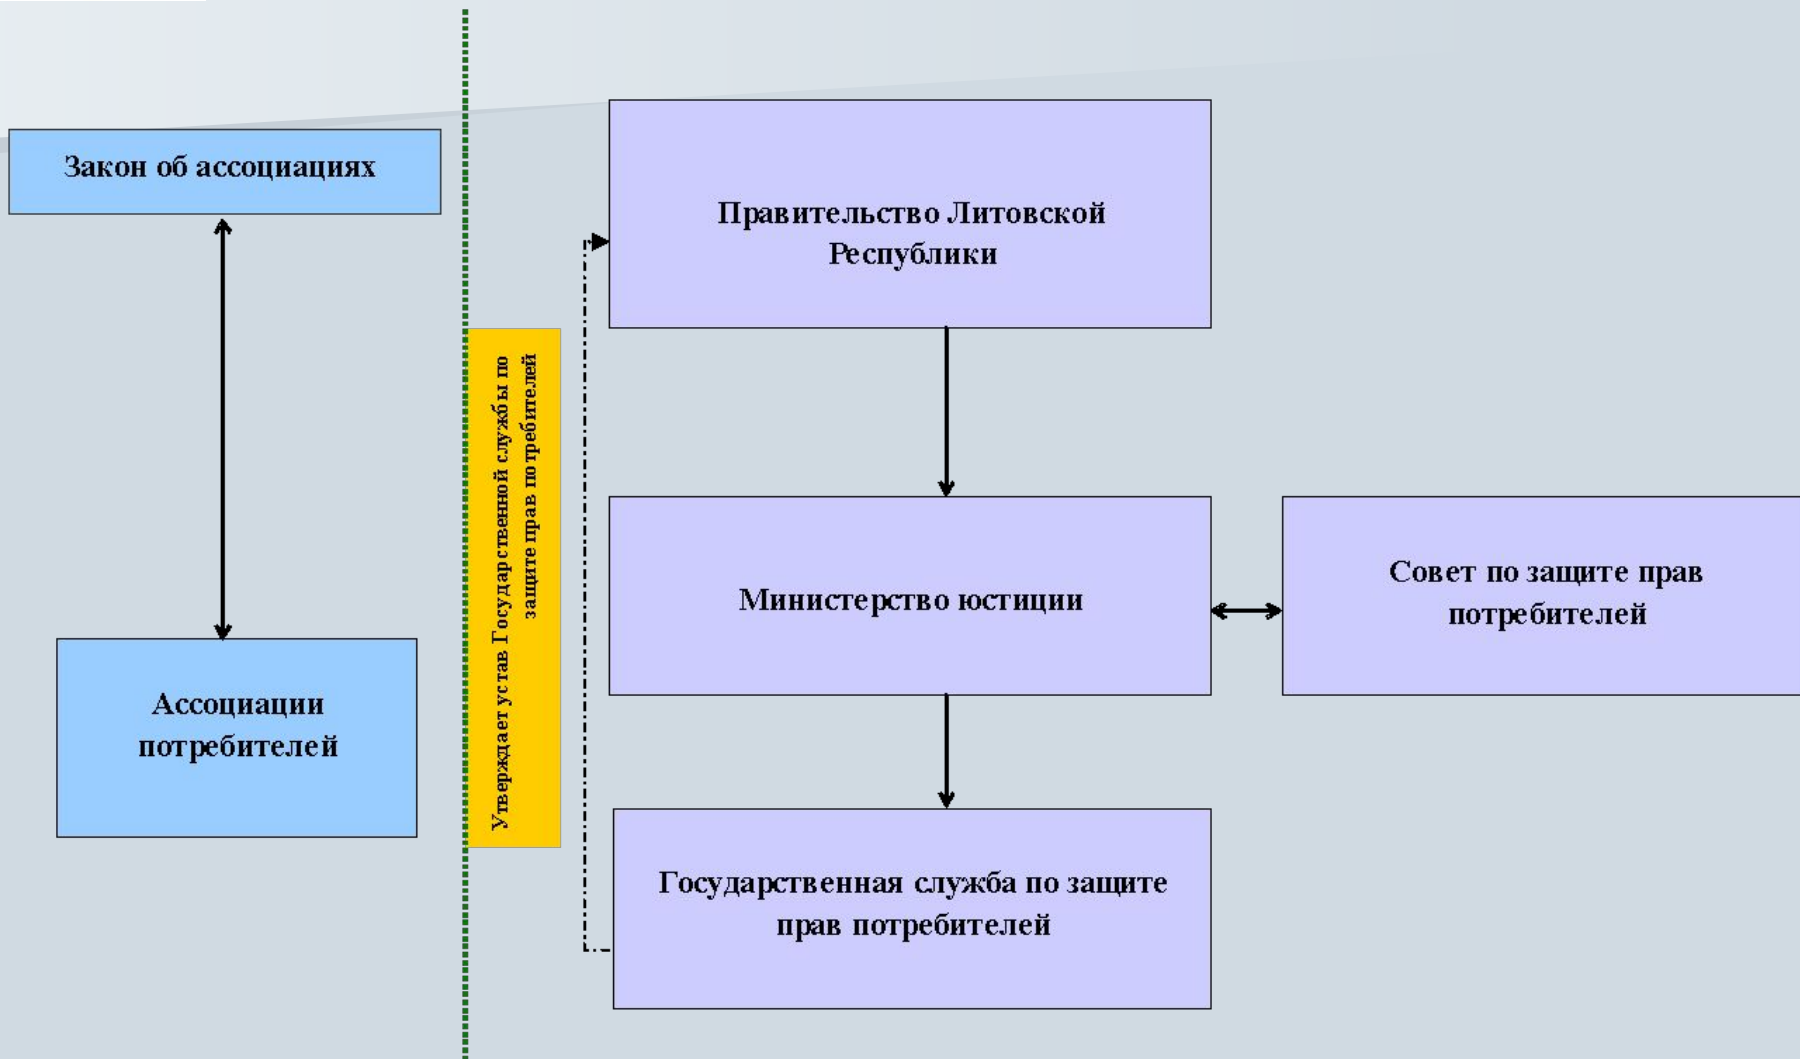 Закон об ассоциациях
Ассоциации
потребителей
Утверждает устав Государственной службы по
защите прав потребителей
Правительство Литовской
Республики
Министерство юстиции
Совет по защите прав
потребителей
Государственная служба по защите
прав потребителей